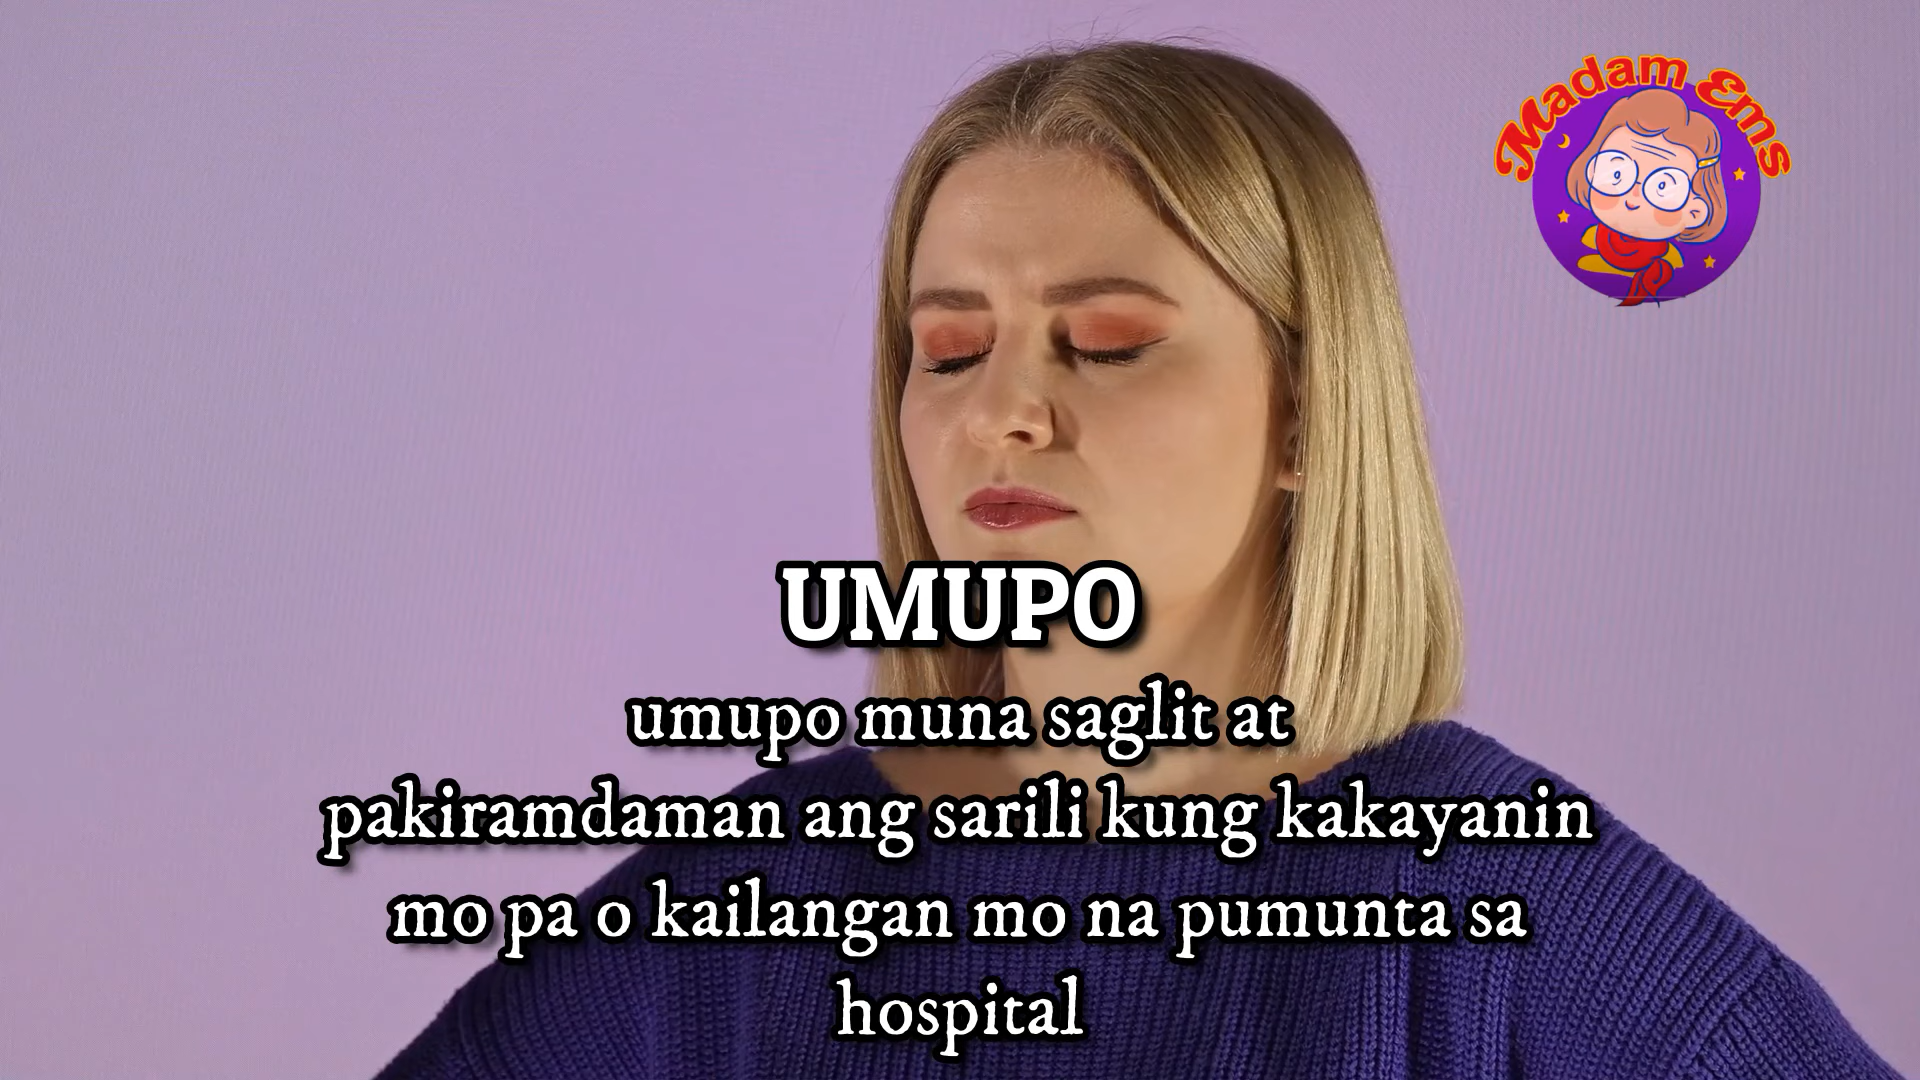 Madam Ems
UMUPO
umupo muna saglit at
pakiramdaman ang sarili kung kakayanin
mo pa o kailangan mo na pumunta sa
hospital